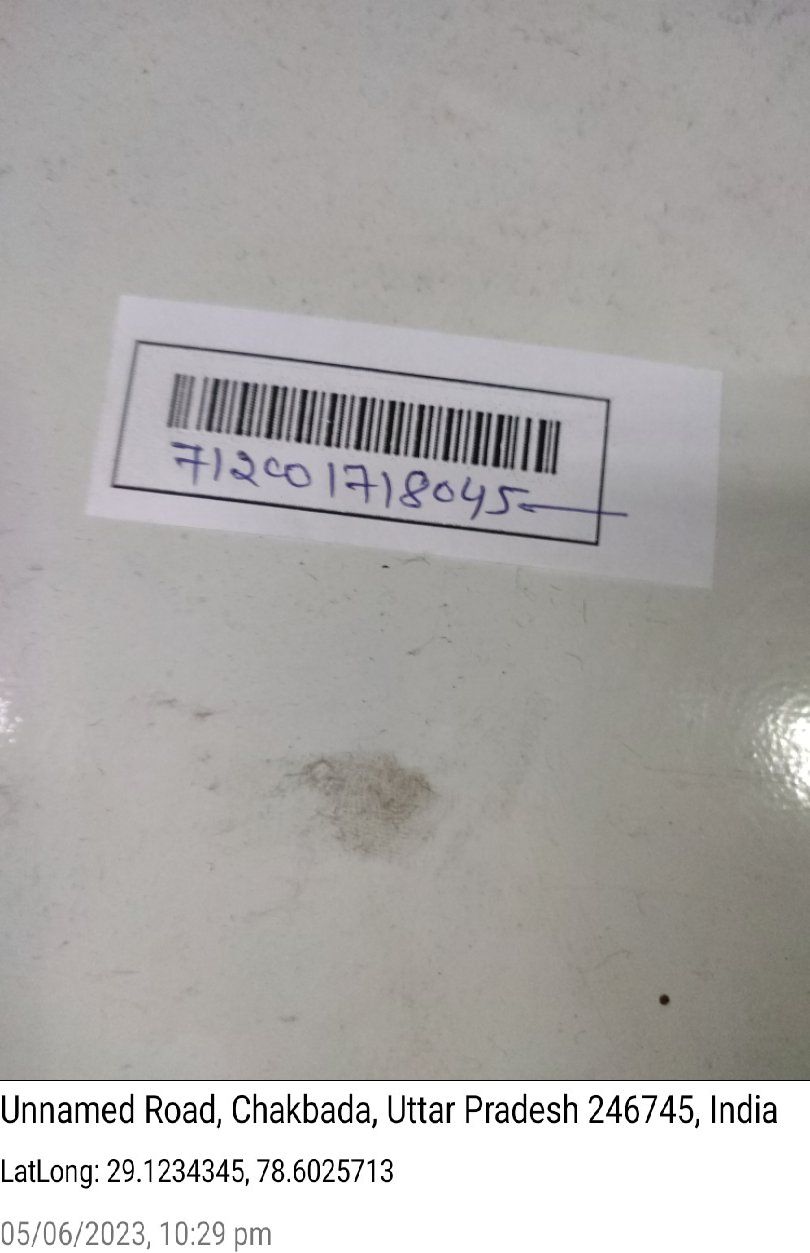 712001718045
Unnamed Road, Chakbada, Uttar Pradesh 246745, India
LatLong: 29.1234345, 78.6025713
05/06/2023, 10:29 pm